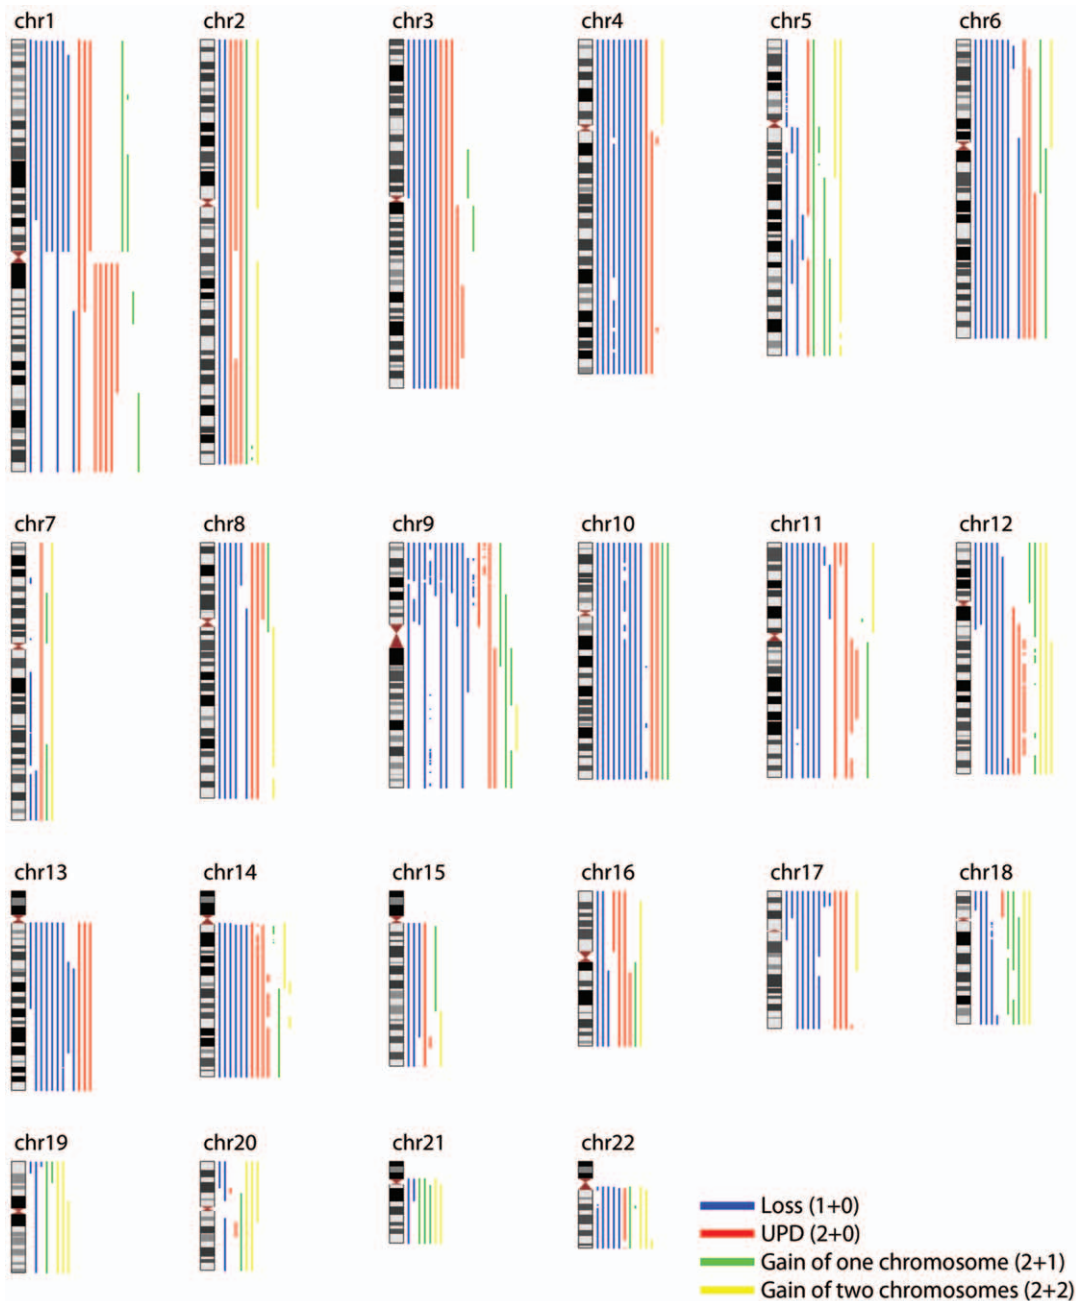 chr1
chr2
chr3
chr4
chr5
chr6
chr7
chr8
chr9
chr10
chr11
chr12
chr13
chr14
chr15
chr16
chr17
chr18
chr19
chr20
chr21
chr22
Loss (1+0)
UPD (2+0)
Gain of one chromosome (2+1)
Gain of two chromosomes (2+2)